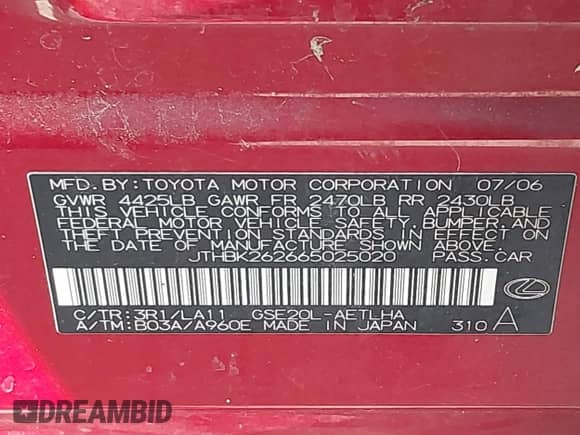 MFD.BY:TOYOTA MOTOR CORPORATION 07/06
GVWR 4425LB GAWR FR 2470LB RR 2430LB
THIS VEHICLE CONFORMS TO ALL APPLICABLE
FEDERAL MOTOR VEHICLE SAFETY,BUMPER,AND
THEFT PREVENTION STANDARDS IN EFFECT ON
THE DATE OF MANUFACTURE SHOWN ABOVE.
JTHBK262665025020 PASS.CAR
C/TR:3R1/LA11 GSE20L-AETLHA
A/TM:B03A/A960E MADE IN JAPAN 310 A
DREAMBID